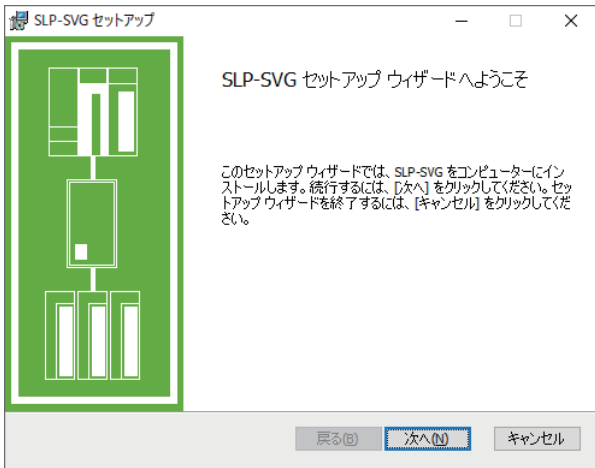 SLP-SVG セットアップ
SLP-SVG セットアップ ウィザードへようこそ
このセットアップ ウィザードでは、SLP-SVG をコンピューターにイン
ストールします。続行するには、[次へ] をクリックしてください。セッ
トアップ ウィザードを終了するには、[キャンセル] をクリックしてくだ
さい。
戻る(B) 次へ(N) キャンセル